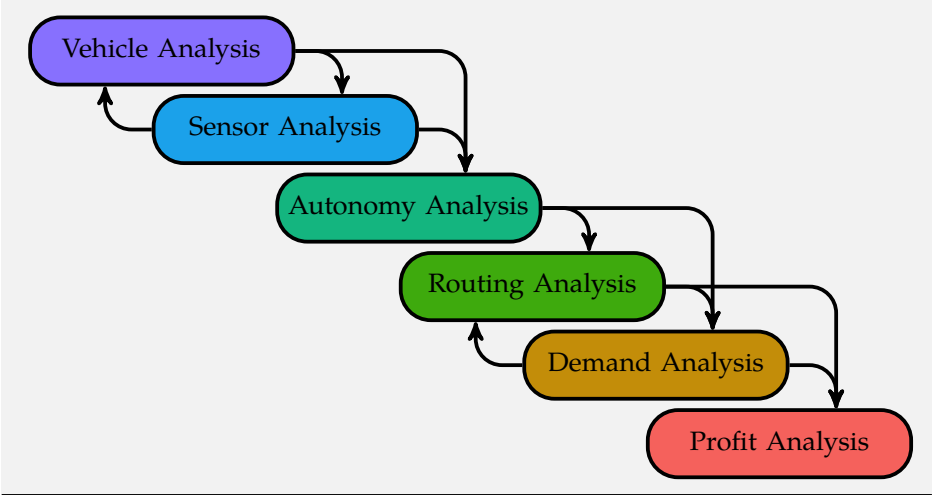 Vehicle Analysis
Sensor Analysis
Autonomy Analysis
Routing Analysis
Demand Analysis
Profit Analysis